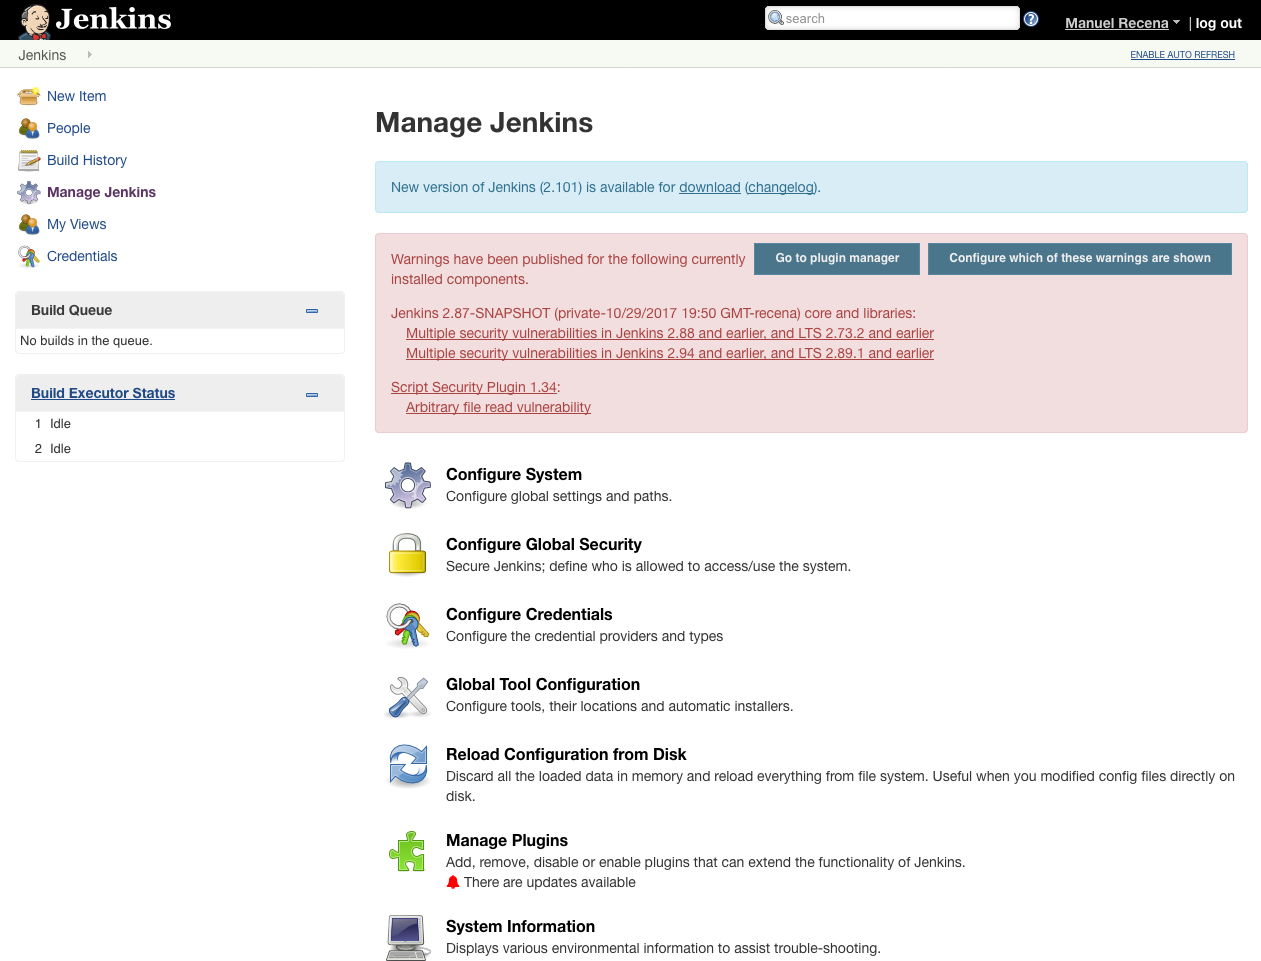 Jenkins
search
Manuel Recena | log out
Jenkins
ENABLE AUTO REFRESH
New Item
People
Build History
Manage Jenkins
My Views
Credentials
Build Queue
No builds in the queue.
Build Executor Status
1 Idle
2 Idle
Manage Jenkins
New version of Jenkins (2.101) is available for download (changelog).
Warnings have been published for the following currently
installed components.
Go to plugin manager
Configure which of these warnings are shown
Jenkins 2.87-SNAPSHOT (private-10/29/2017 19:50 GMT-recena) core and libraries:
Multiple security vulnerabilities in Jenkins 2.88 and earlier, and LTS 2.73.2 and earlier
Multiple security vulnerabilities in Jenkins 2.94 and earlier, and LTS 2.89.1 and earlier
Script Security Plugin 1.34:
Arbitrary file read vulnerability
Configure System
Configure global settings and paths.
Configure Global Security
Secure Jenkins; define who is allowed to access/use the system.
Configure Credentials
Configure the credential providers and types
Global Tool Configuration
Configure tools, their locations and automatic installers.
Reload Configuration from Disk
Discard all the loaded data in memory and reload everything from file system. Useful when you modified config files directly on
disk.
Manage Plugins
Add, remove, disable or enable plugins that can extend the functionality of Jenkins.
There are updates available
System Information
Displays various environmental information to assist trouble-shooting.